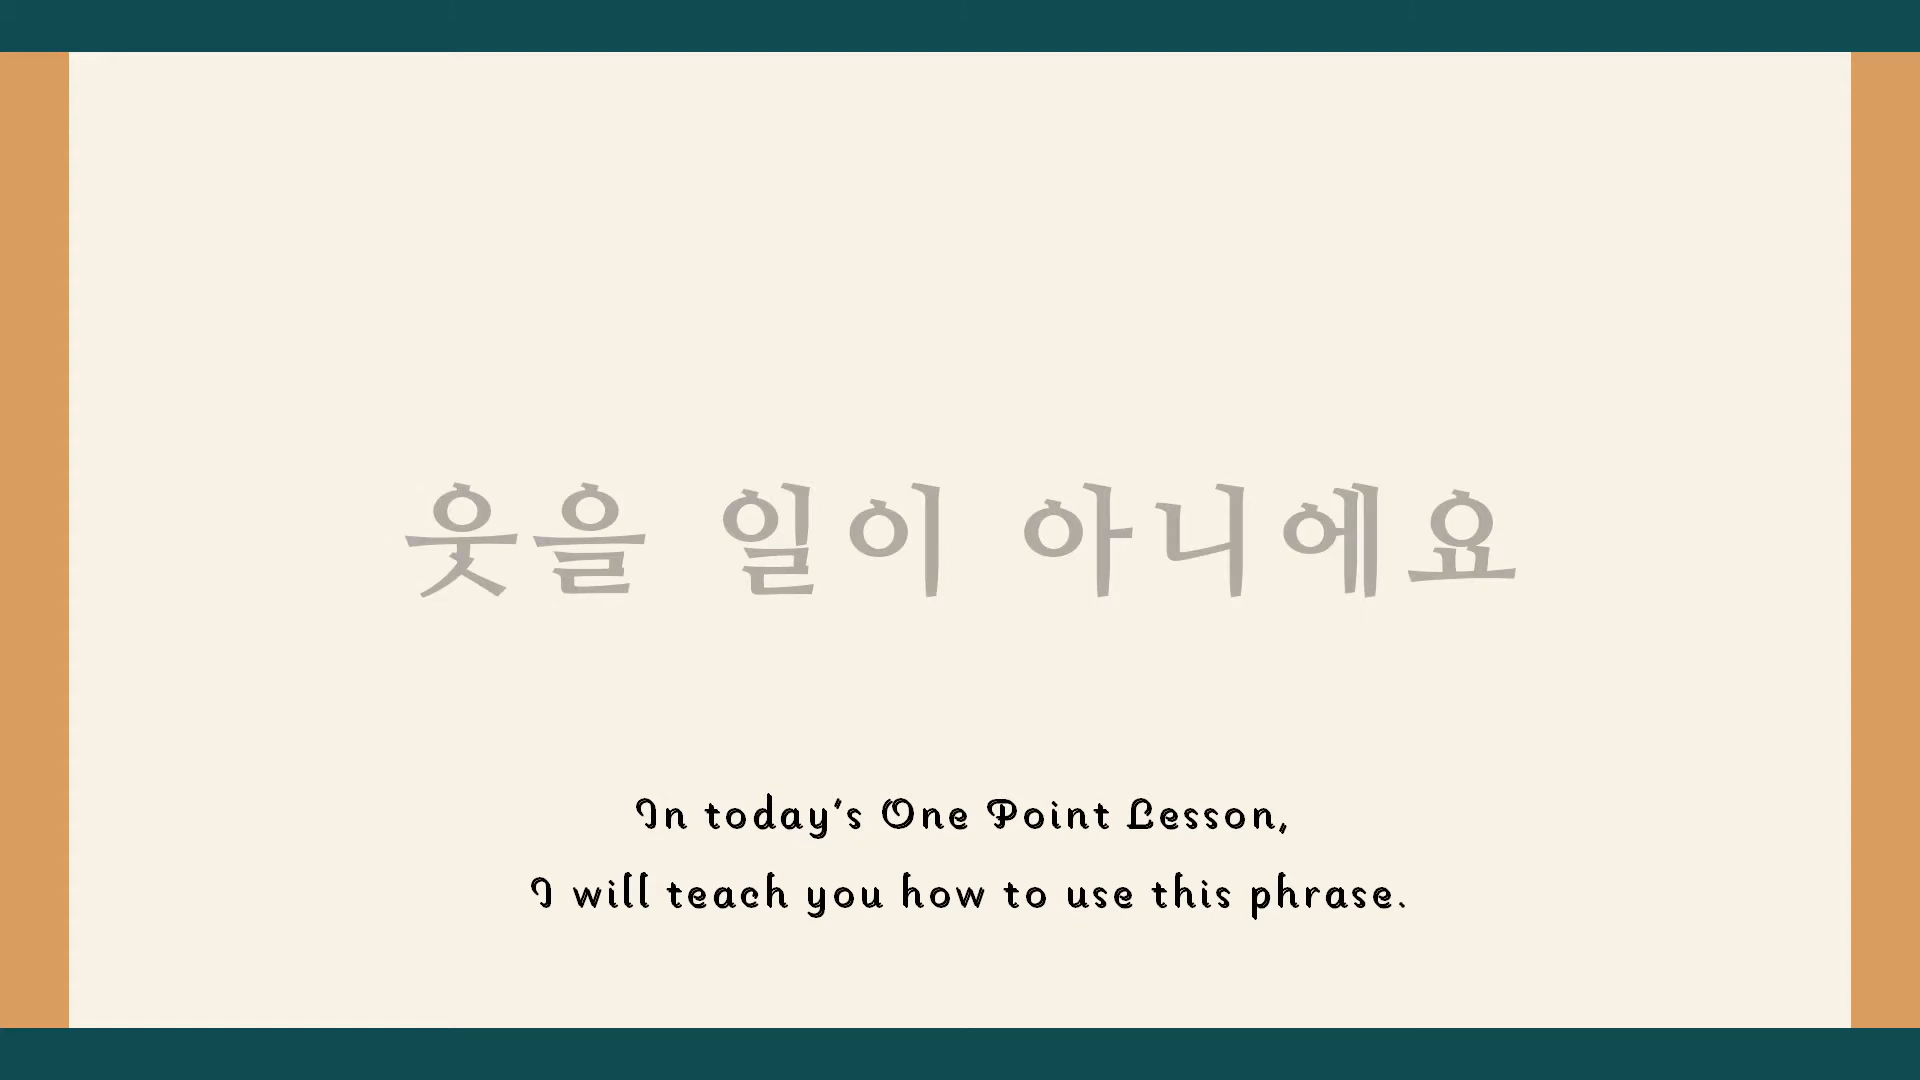 웃을 일이 아니에요
In today's One Point Lesson,
I will teach you how to use this phrase.